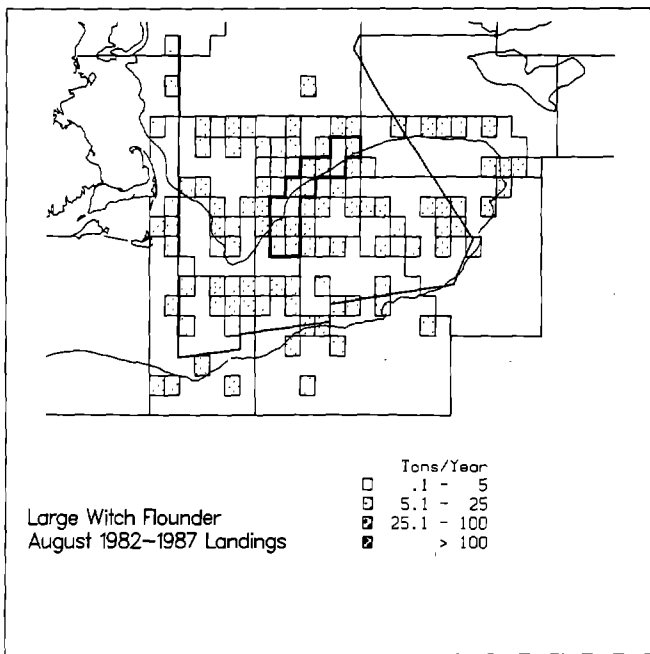 Tons/Year
.1 - 5
5.1 - 25
25.1 - 100
> 100
Large Witch Flounder
August 1982-1987 Landings